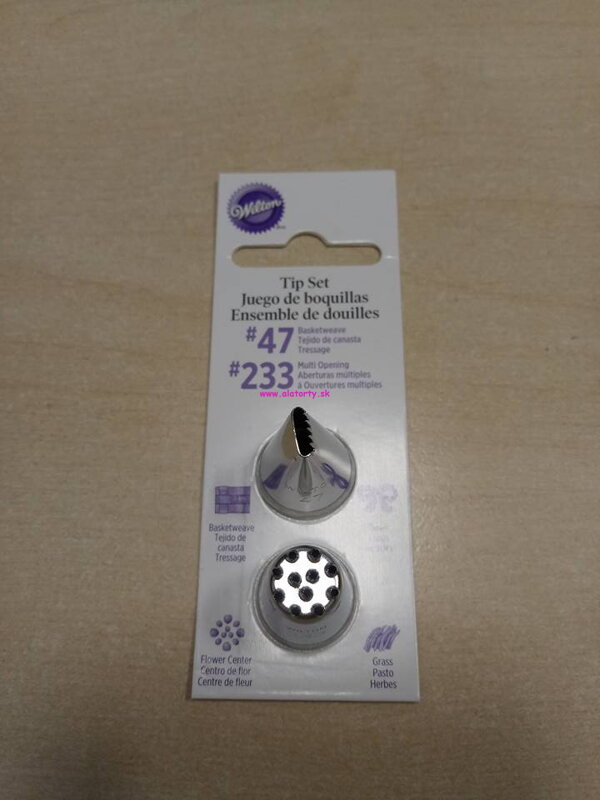 Wilton
Tip Set
Juego de boquillas
Ensemble de douilles
#47 Basketweave
Tejido de canasta
Tressage
#233 Multi Opening
Aberturas múltiples
á Ouvertures multiples
www.alatorty.sk
Basketweave
Tejido de
canasta
Tressage
Flower Center
Centro de flor
Centre de fleur
Grass
Pasto
Herbes